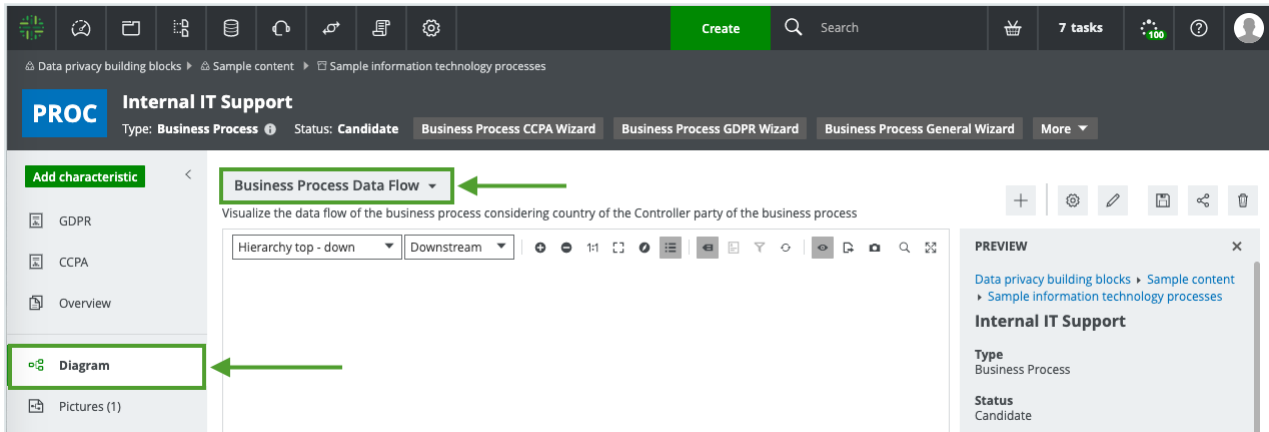 Create
Search
7 tasks
100
Data privacy building blocks Sample content Sample information technology processes
PROC
Internal IT Support
Type: Business Process Status: Candidate
Business Process CCPA Wizard
Business Process GDPR Wizard
Business Process General Wizard
More
Add characteristic
GDPR
CCPA
Overview
Diagram
Pictures (1)
Business Process Data Flow
Visualize the data flow of the business process considering country of the Controller party of the business process
Hierarchy top - down
Downstream
1:1
PREVIEW
Data privacy building blocks Sample content
Sample information technology processes
Internal IT Support
Type
Business Process
Status
Candidate